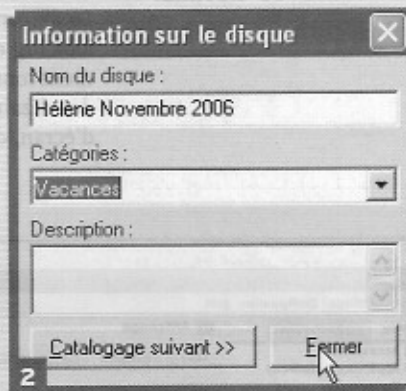 Information sur le disque
Nom du disque :
Hélène Novembre 2006
Catégories :
Vacances
Description :
Catalogage suivant >>
Fermer
2